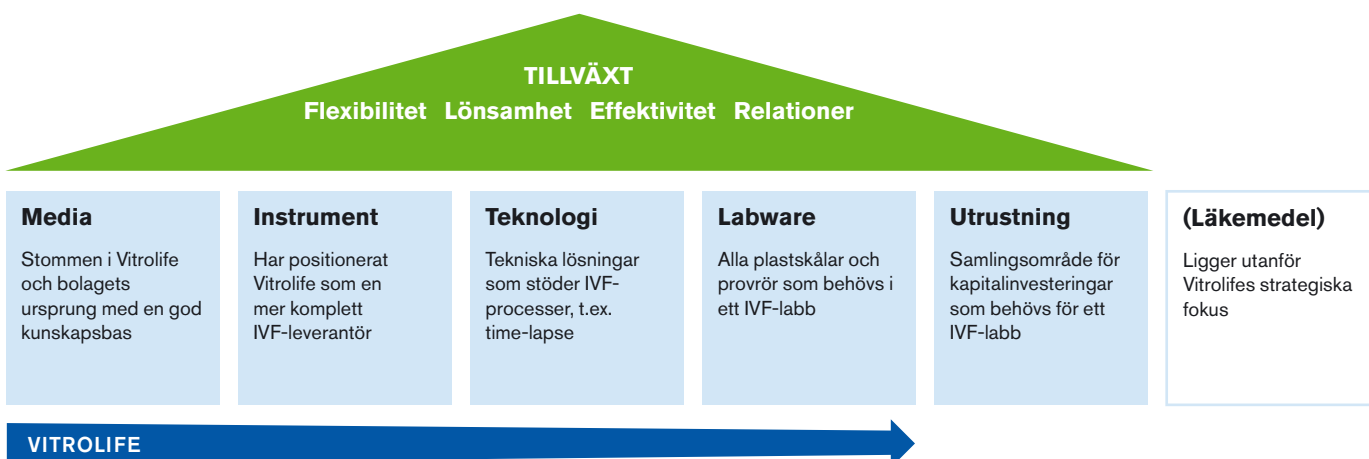 TILLVÄXT
Flexibilitet Lönsamhet Effektivitet Relationer
Media
Stommen i Vitrolife
och bolagets
ursprung med en god
kunskapsbas
Instrument
Har positionerat
Vitrolife som en
mer komplett
IVF-leverantör
Teknologi
Tekniska lösningar
som stöder IVF-
processer, t.ex.
time-lapse
Labware
Alla plastskålar och
provrör som behövs i
ett IVF-labb
Utrustning
Samlingsområde för
kapitalinvesteringar
som behövs för ett
IVF-labb
(Läkemedel)
Ligger utanför
Vitrolifes strategiska
fokus
VITROLIFE